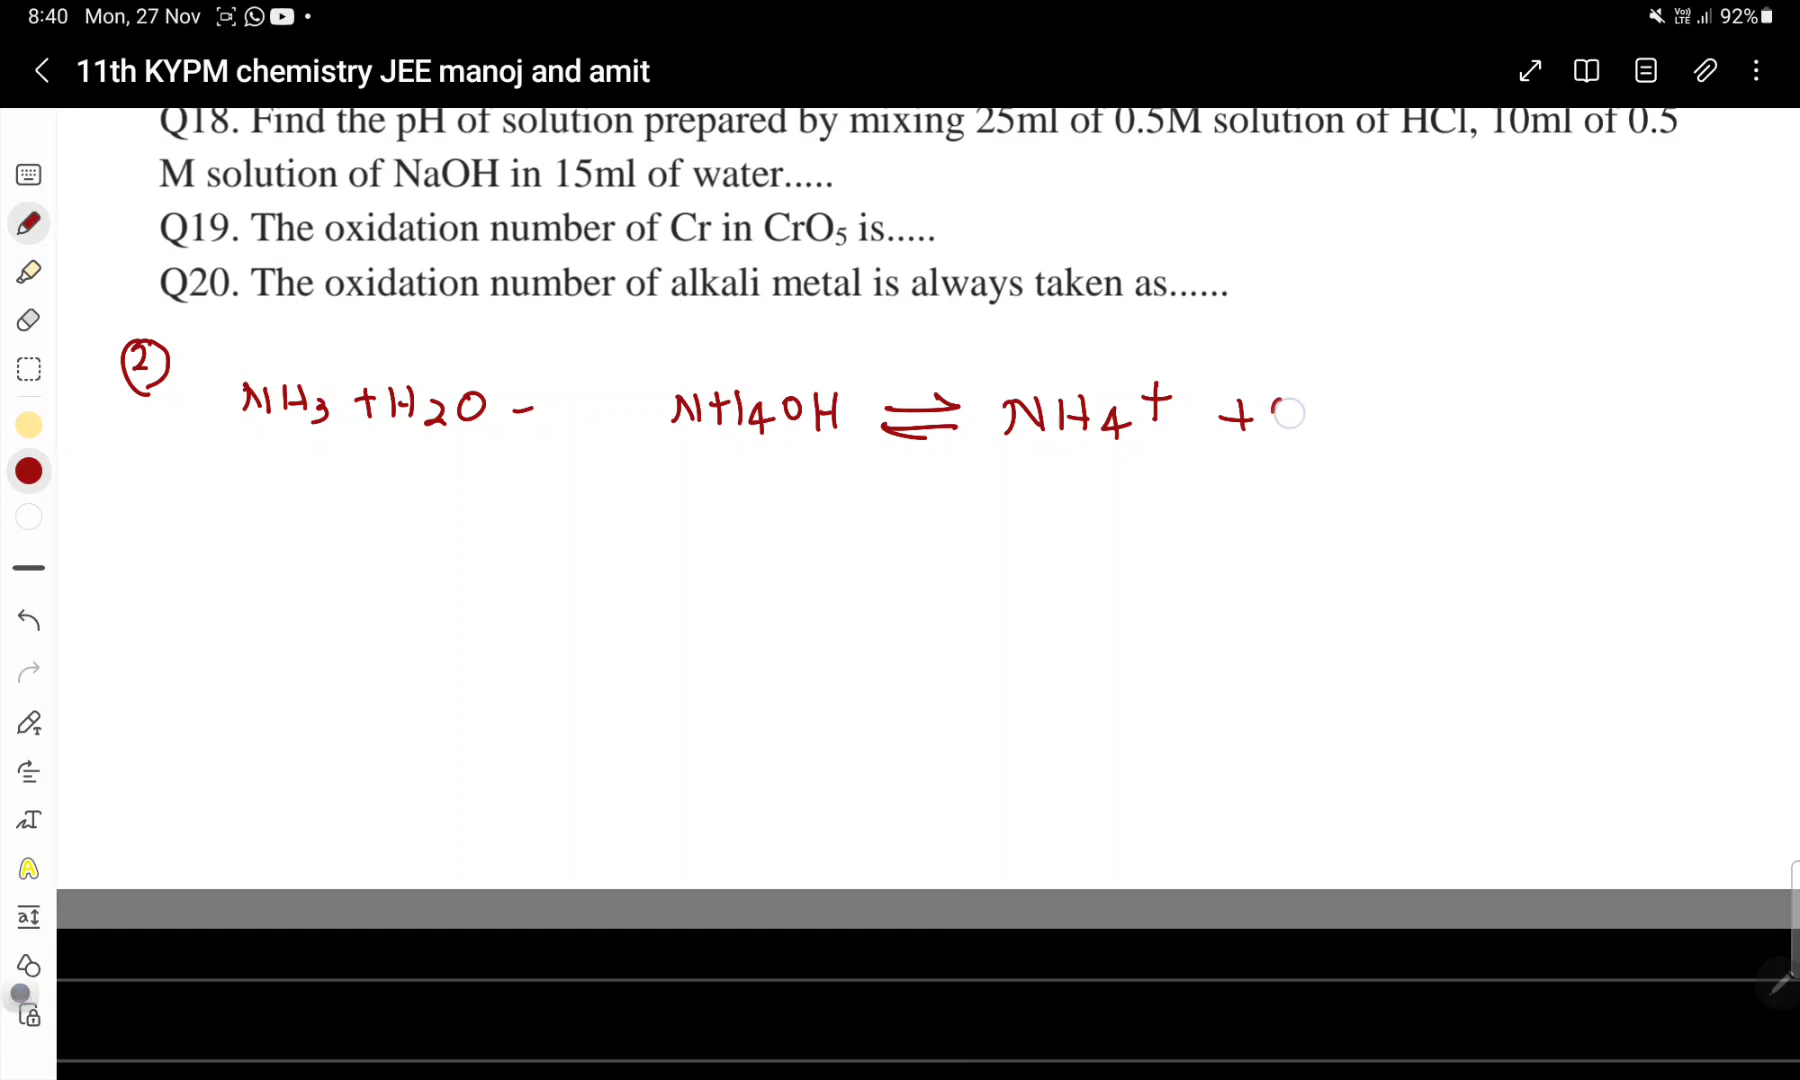 8:40 Mon, 27 Nov VoLTE 92%
11th KYPM chemistry JEE manoj and amit
Q18. Find the pH of solution prepared by mixing 25ml of 0.5M solution of HCl, 10ml of 0.5
M solution of NaOH in 15ml of water.....
Q19. The oxidation number of Cr in CrO₅ is.....
Q20. The oxidation number of alkali metal is always taken as......
②
NH3 + H2O - NH4OH ⇌ NH4+ +